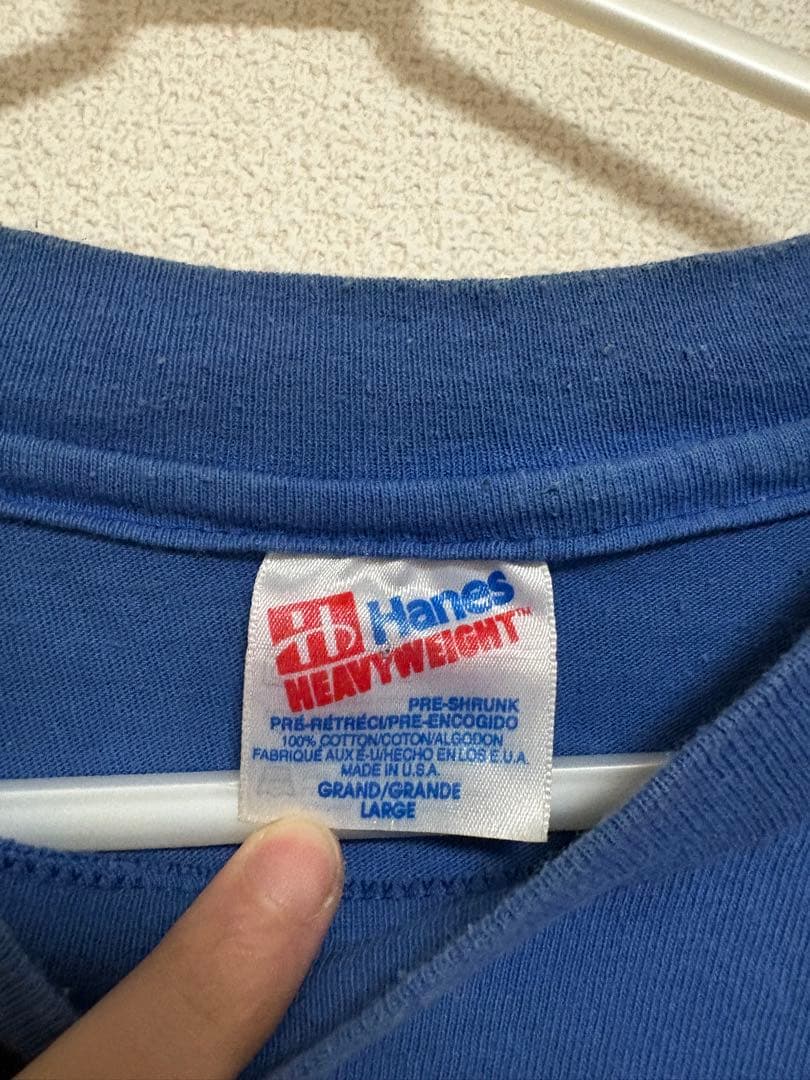 Hanes
HEAVYWEIGHT™
PRE-SHRUNK
PRÉ-RÉTRÉCI/PRE-ENCOGIDO
100% COTTON/COTON/ALGODON
FABRIQUÉ AUX É-U/HECHO EN LOS E.U.A.
MADE IN U.S.A.
GRAND/GRANDE
LARGE